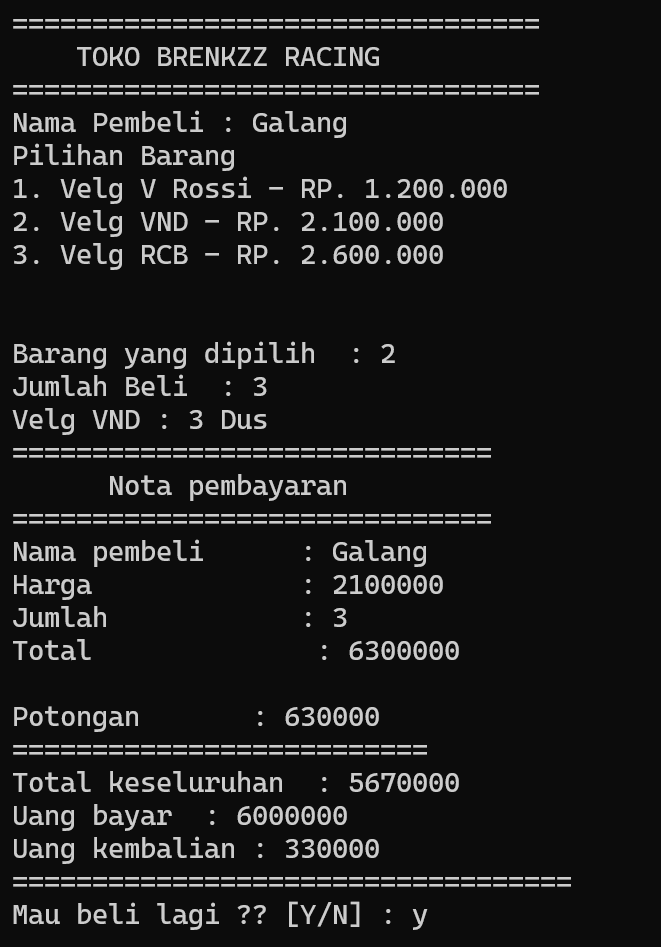 =================================
    TOKO BRENKZZ RACING
=================================
Nama Pembeli : Galang
Pilihan Barang
1. Velg V Rossi - RP. 1.200.000
2. Velg VND - RP. 2.100.000
3. Velg RCB - RP. 2.600.000
Barang yang dipilih  : 2
Jumlah Beli  : 3
Velg VND : 3 Dus
==============================
      Nota pembayaran
==============================
Nama pembeli      : Galang
Harga             : 2100000
Jumlah            : 3
Total              : 6300000
Potongan       : 630000
==========================
Total keseluruhan  : 5670000
Uang bayar  : 6000000
Uang kembalian : 330000
===================================
Mau beli lagi ?? [Y/N] : y